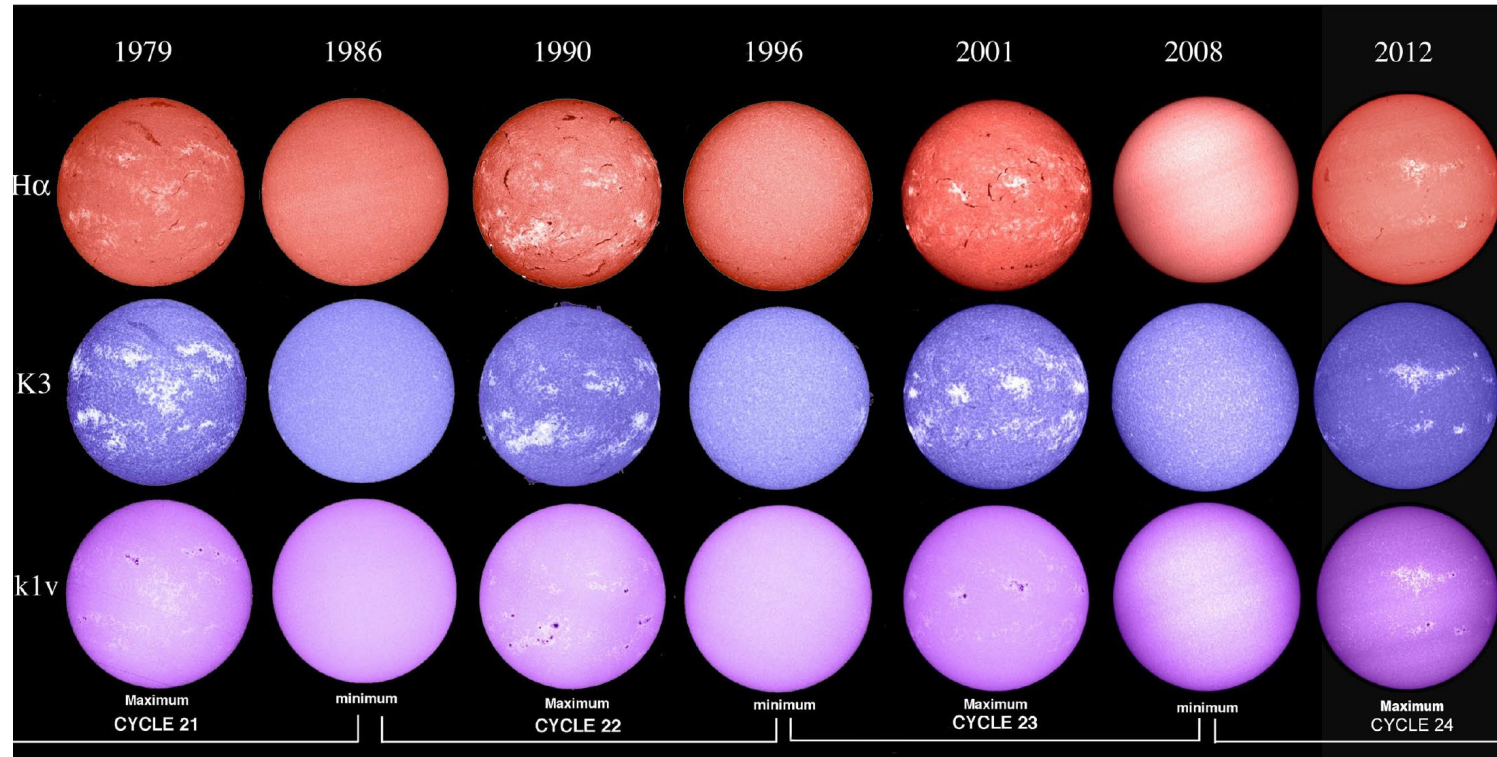 1979 1986 1990 1996 2001 2008 2012
Hα
K3
k1v
Maximum minimum Maximum minimum Maximum minimum Maximum
CYCLE 21 CYCLE 22 CYCLE 23 CYCLE 24